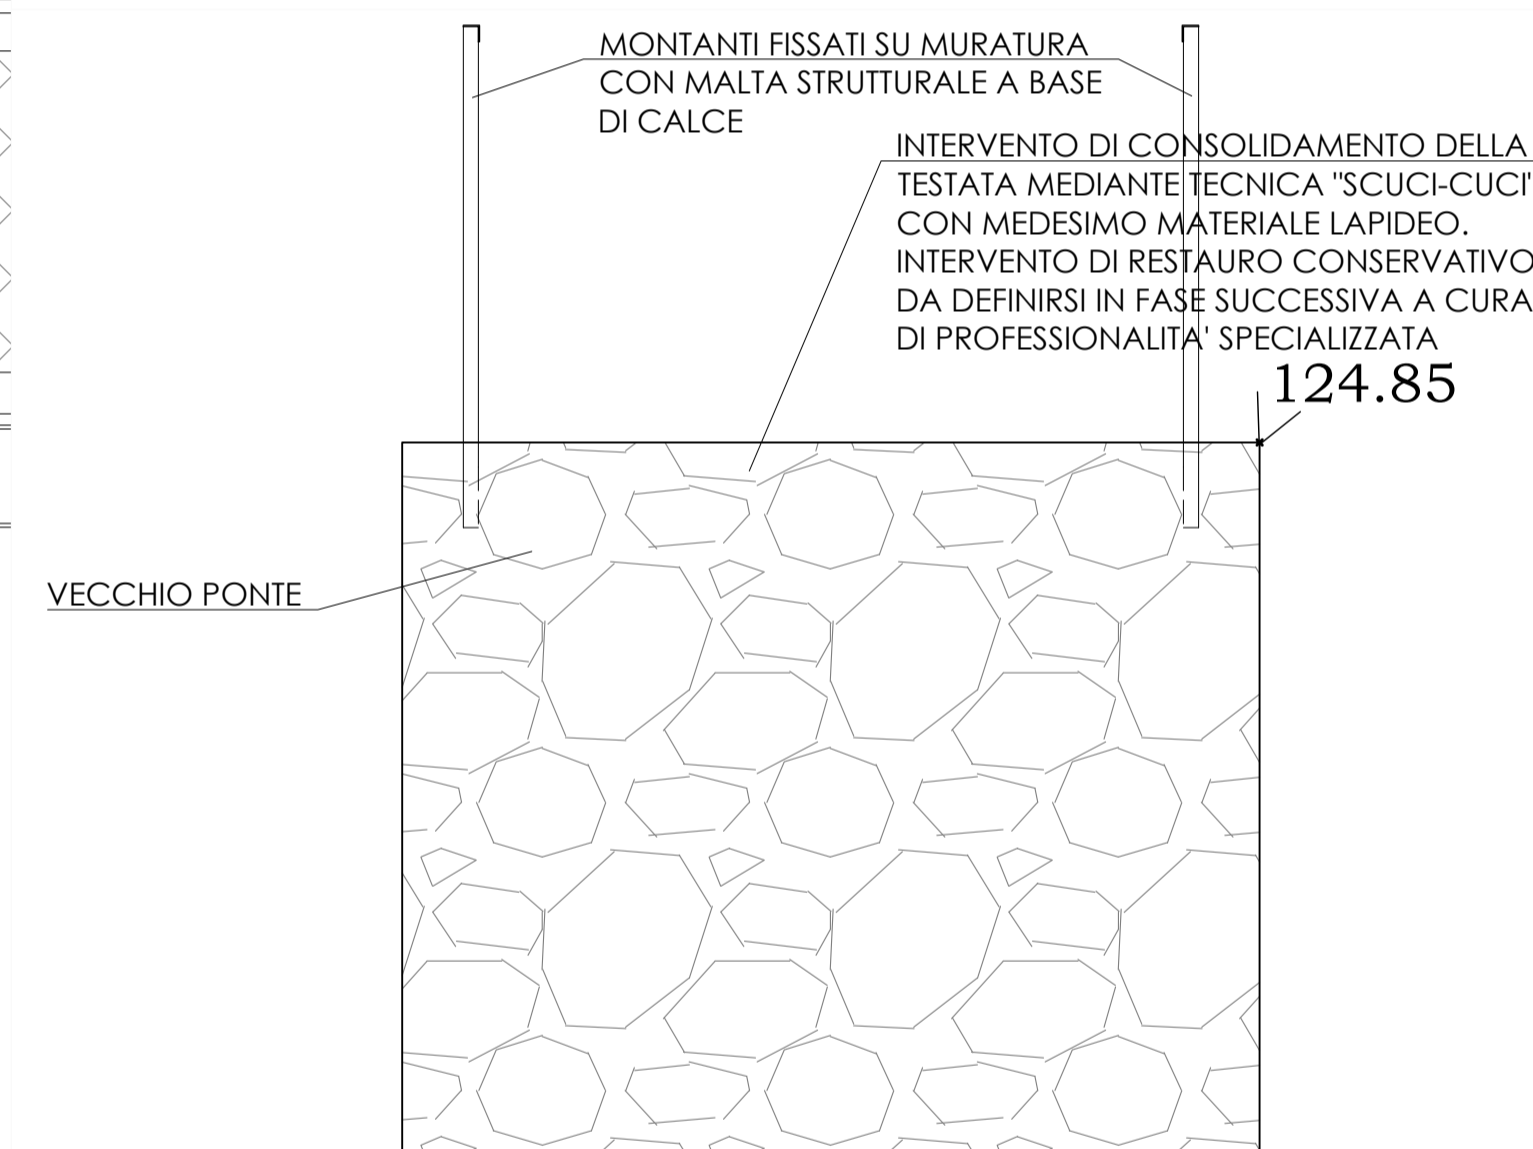 MONTANTI FISSATI SU MURATURA
CON MALTA STRUTTURALE A BASE
DI CALCE
INTERVENTO DI CONSOLIDAMENTO DELLA
TESTATA MEDIANTE TECNICA "SCUCI-CUCI"
CON MEDESIMO MATERIALE LAPIDEO.
INTERVENTO DI RESTAURO CONSERVATIVO
DA DEFINIRSI IN FASE SUCCESSIVA A CURA
DI PROFESSIONALITA' SPECIALIZZATA
124.85
VECCHIO PONTE